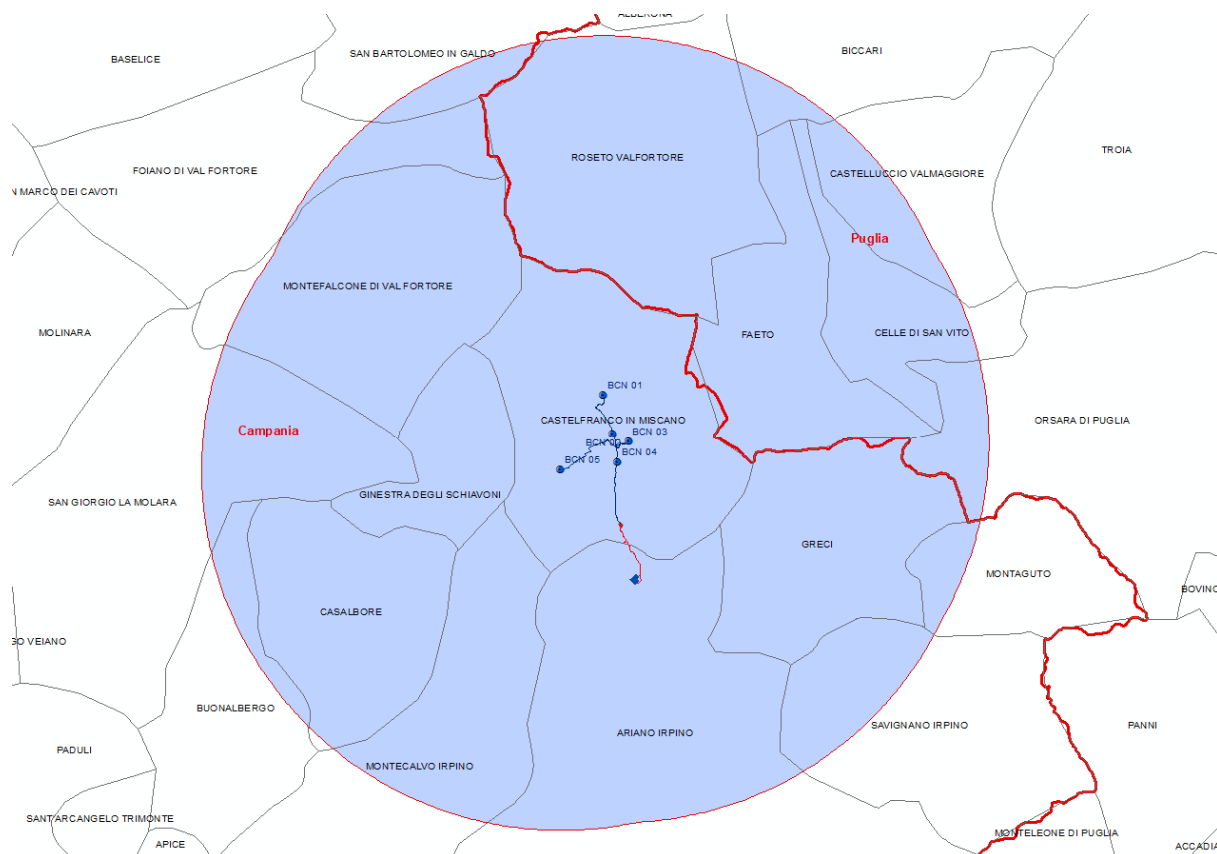 ALBERONA
SAN BARTOLOMEO IN GALDO
BICCARI
BASELICE
TROIA
ROSETO VALFORTORE
FOIANO DI VAL FORTORE
CASTELLUCCIO VALMAGGIORE
N MARCO DEI CAVOTI
Puglia
MONTEFALCONE DI VAL FORTORE
MOLINARA
FAETO
CELLE DI SAN VITO
BCN 01
CASTELFRANCO IN MISCANO
ORSARA DI PUGLIA
Campania
BCN 03
BCN
BCN 04
BCN 05
GINESTRA DEGLI SCHIAVONI
SAN GIORGIO LA MOLARA
GRECI
MONTAGUTO
BOVINO
CASALBORE
GO VEIANO
BUONALBERGO
SAVIGNANO IRPINO
PANNI
ARIANO IRPINO
PADULI
MONTECALVO IRPINO
SANT'ARCANGELO TRIMONTE
MONTELEONE DI PUGLIA
APICE
ACCADIA